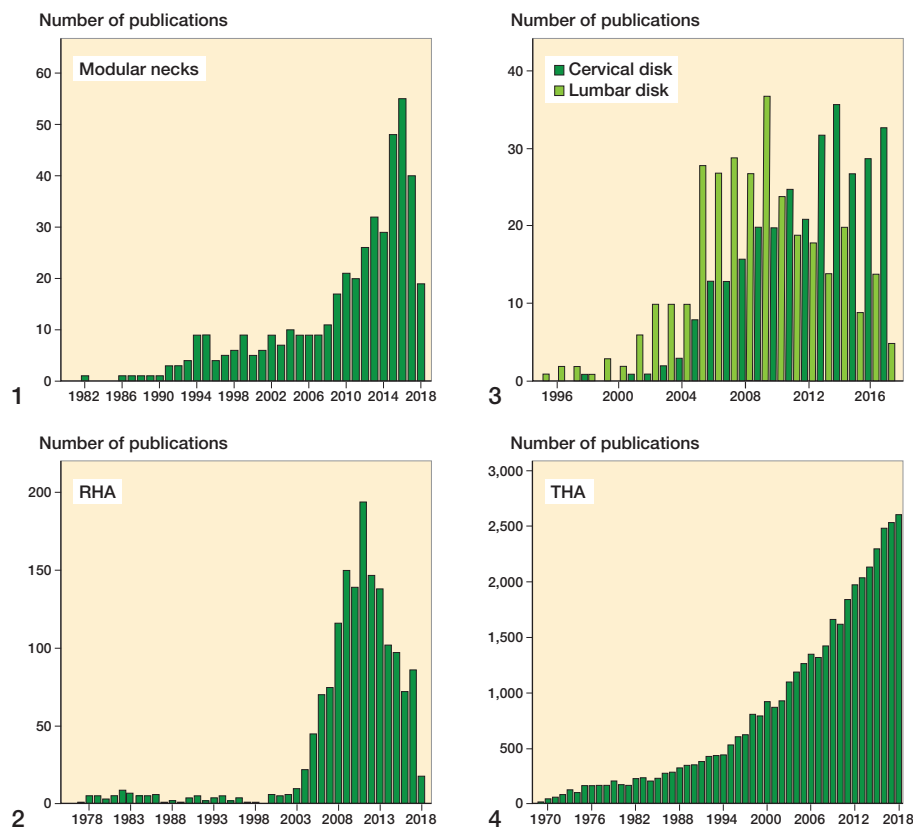 Number of publications
Modular necks
60
50
40
30
20
10
0
1982 1986 1990 1994 1998 2002 2006 2010 2014 2018
1
Number of publications
Cervical disk
Lumbar disk
40
30
20
10
0
1996 2000 2004 2008 2012 2016
3
Number of publications
RHA
200
150
100
50
0
1978 1983 1988 1993 1998 2003 2008 2013 2018
2
Number of publications
THA
3,000
2,500
2,000
1,500
1,000
500
0
1970 1976 1982 1988 1994 2000 2006 2012 2018
4